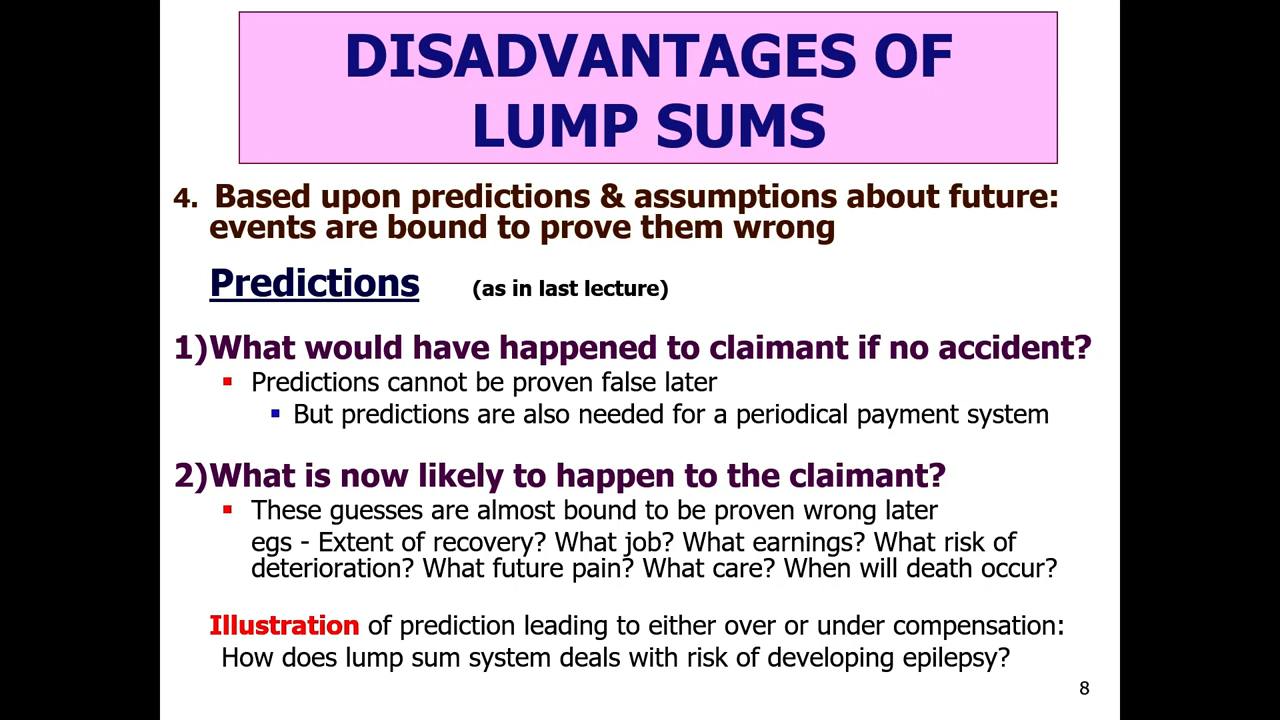 DISADVANTAGES OF
LUMP SUMS
4. Based upon predictions & assumptions about future:
events are bound to prove them wrong
Predictions (as in last lecture)
1)What would have happened to claimant if no accident?
Predictions cannot be proven false later
But predictions are also needed for a periodical payment system
2)What is now likely to happen to the claimant?
These guesses are almost bound to be proven wrong later
egs - Extent of recovery? What job? What earnings? What risk of
deterioration? What future pain? What care? When will death occur?
Illustration of prediction leading to either over or under compensation:
How does lump sum system deals with risk of developing epilepsy?
8